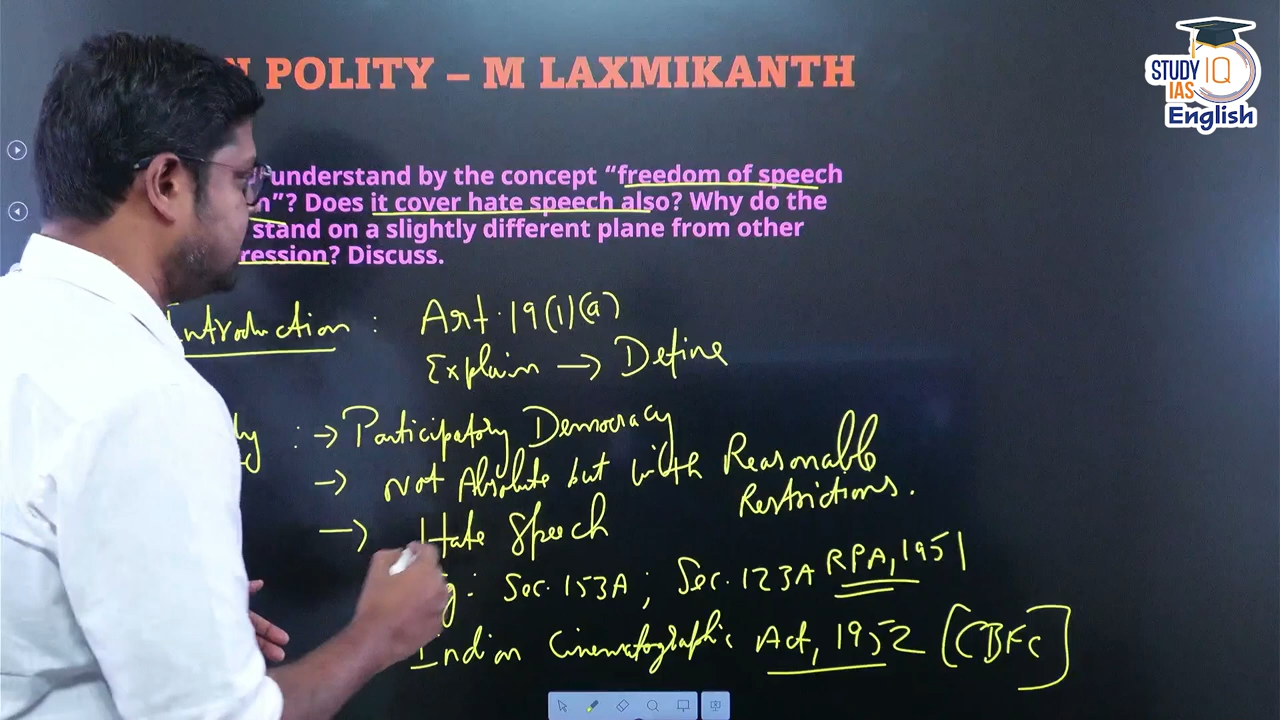 N POLITY – M LAXMIKANTH
STUDY IQ
IAS
English
understand by the concept “freedom of speech
n”? Does it cover hate speech also? Why do the
stand on a slightly different plane from other
ression? Discuss.
Introduction : Art. 19(1)(a)
Explain → Define
dy : → Participatory Democracy
→ Not Absolute but with Reasonable
Restrictions.
→ Hate Speech
g: Sec. 153A ; Sec. 123A RPA, 1951
Indian Cinematographic Act, 1952 [CBFC]